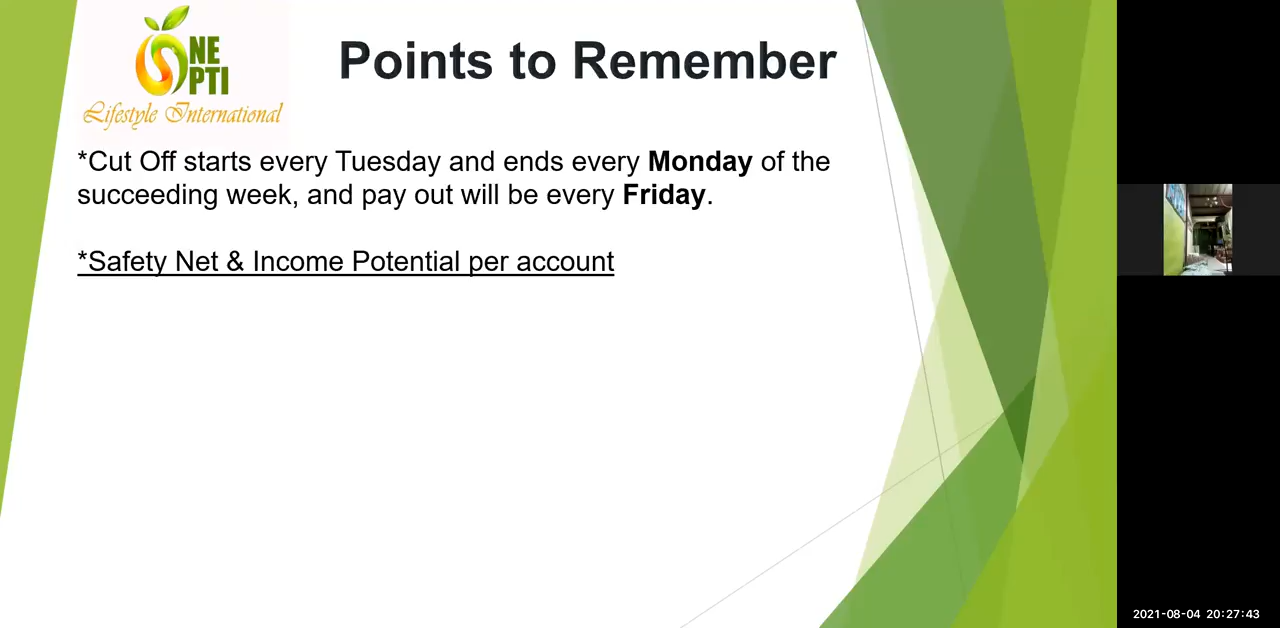 ONE
OPTI
Lifestyle International
Points to Remember
*Cut Off starts every Tuesday and ends every Monday of the
succeeding week, and pay out will be every Friday.
*Safety Net & Income Potential per account
2021-08-04 20:27:43